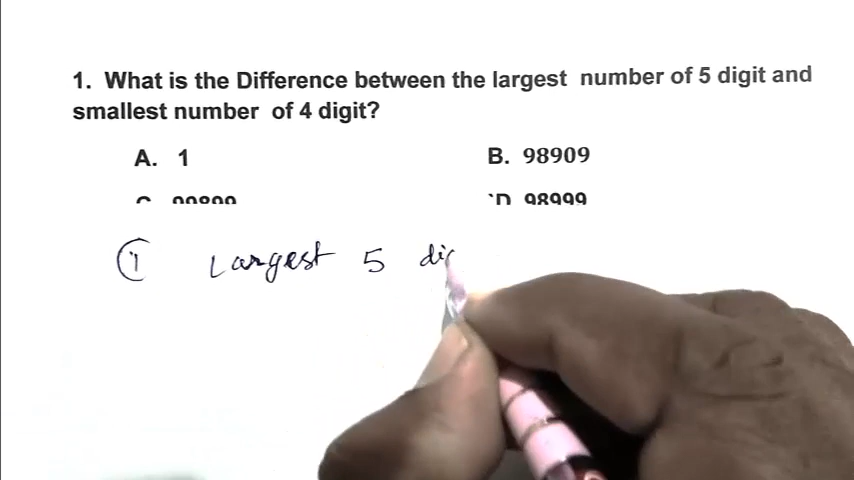 1. What is the Difference between the largest number of 5 digit and
smallest number of 4 digit?
A. 1 B. 98909
D 98999
1 Largest 5